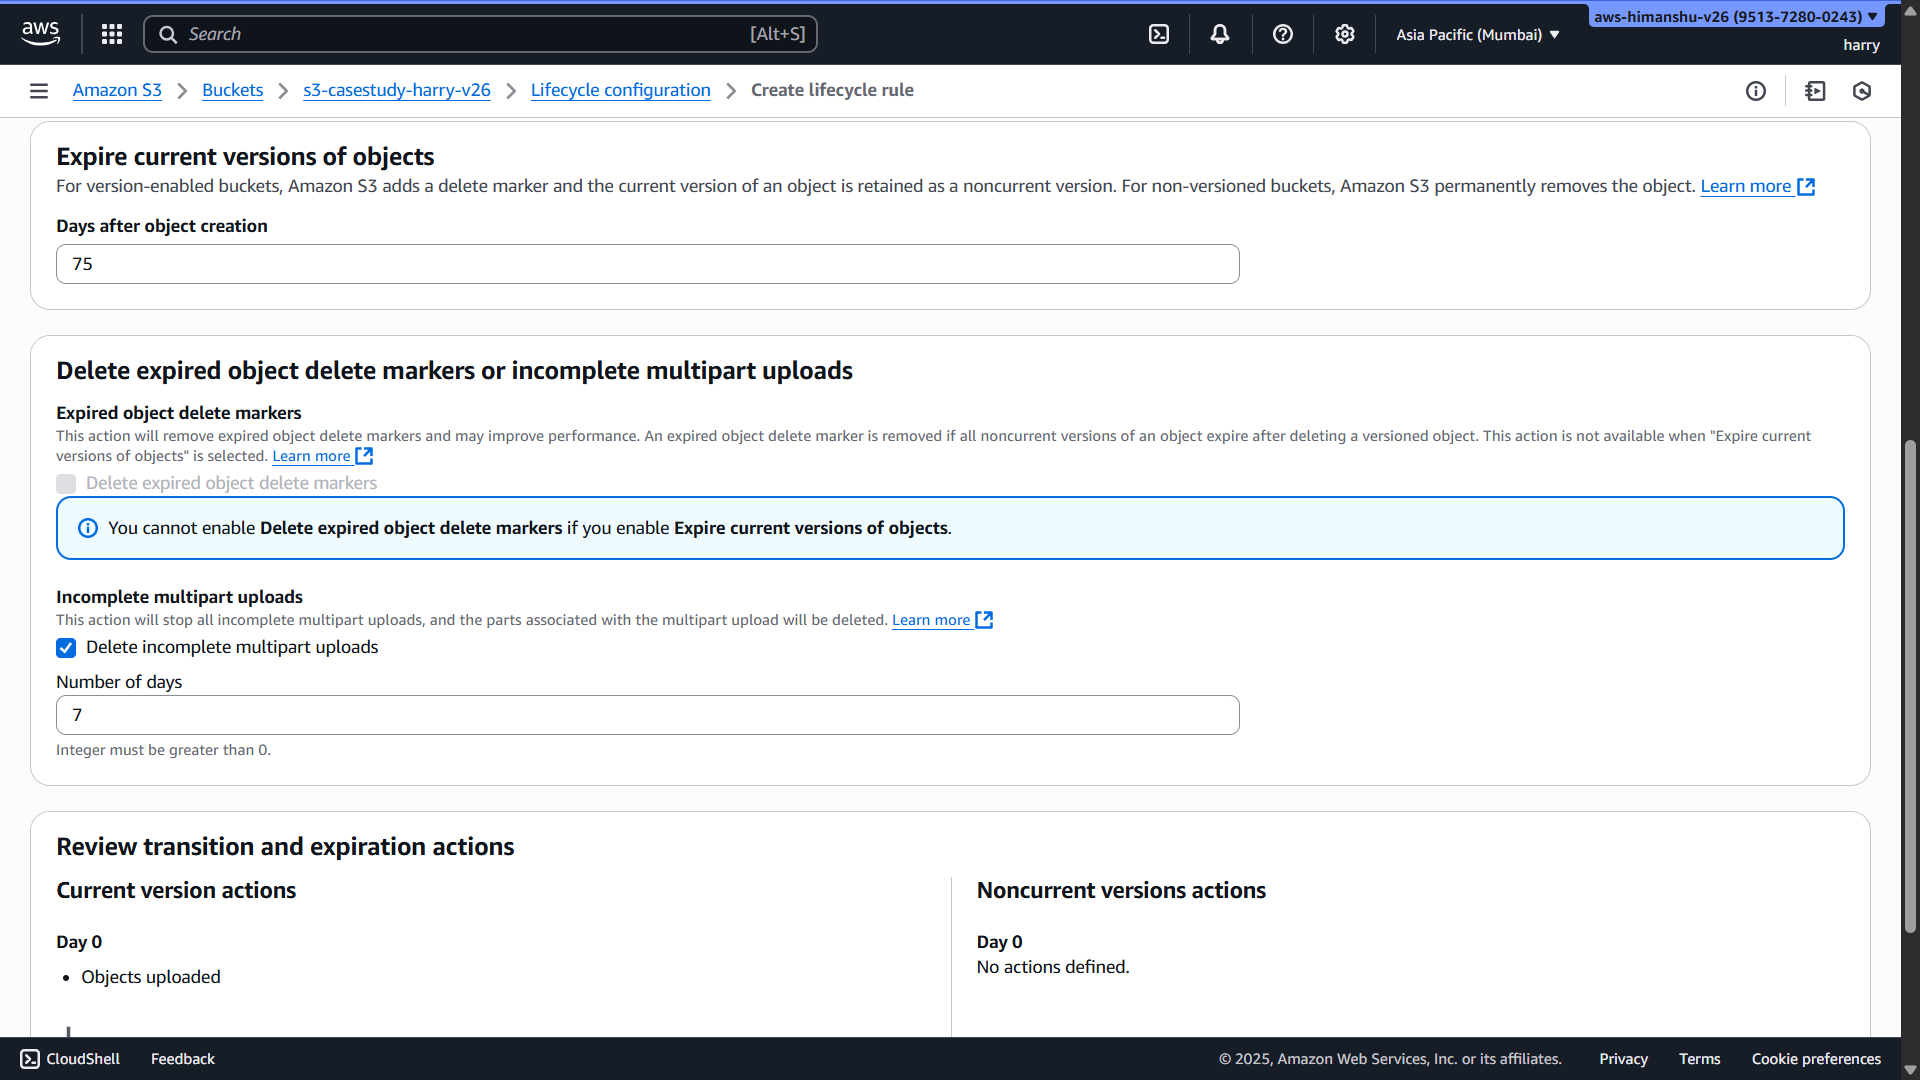 aws
Search
[Alt+S]
Asia Pacific (Mumbai)
aws-himanshu-v26 (9513-7280-0243)
harry
Amazon S3
Buckets
s3-casestudy-harry-v26
Lifecycle configuration
Create lifecycle rule
Expire current versions of objects
For version-enabled buckets, Amazon S3 adds a delete marker and the current version of an object is retained as a noncurrent version. For non-versioned buckets, Amazon S3 permanently removes the object. Learn more
Days after object creation
75
Delete expired object delete markers or incomplete multipart uploads
Expired object delete markers
This action will remove expired object delete markers and may improve performance. An expired object delete marker is removed if all noncurrent versions of an object expire after deleting a versioned object. This action is not available when "Expire current
versions of objects" is selected. Learn more
Delete expired object delete markers
You cannot enable Delete expired object delete markers if you enable Expire current versions of objects.
Incomplete multipart uploads
This action will stop all incomplete multipart uploads, and the parts associated with the multipart upload will be deleted. Learn more
Delete incomplete multipart uploads
Number of days
7
Integer must be greater than 0.
Review transition and expiration actions
Current version actions
Day 0
• Objects uploaded
Noncurrent versions actions
Day 0
No actions defined.
CloudShell
Feedback
© 2025, Amazon Web Services, Inc. or its affiliates.
Privacy
Terms
Cookie preferences